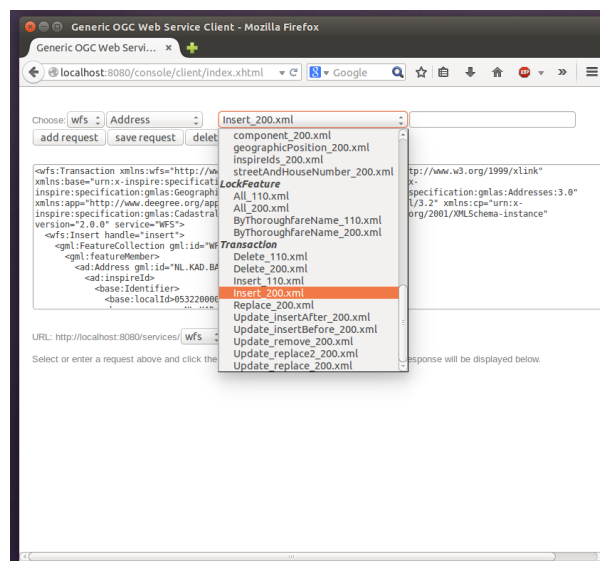 Generic OGC Web Service Client - Mozilla Firefox
Generic OGC Web Servi...
localhost:8080/console/client/index.xhtml
Google
ABP
Choose: wfs Address Insert_200.xml
add request save request delet
component_200.xml
geographicPosition_200.xml
inspireIds_200.xml
streetAndHouseNumber_200.xml
LockFeature
All_110.xml
All_200.xml
ByThoroughfareName_110.xml
ByThoroughfareName_200.xml
Transaction
Delete_110.xml
Delete_200.xml
Insert_110.xml
Insert_200.xml
Replace_200.xml
Update_insertAfter_200.xml
Update_insertBefore_200.xml
Update_remove_200.xml
Update_replace2_200.xml
Update_replace_200.xml
<wfs:Transaction xmlns:wfs="http://ww tp://www.w3.org/1999/xlink"
xmlns:base="urn:x-inspire:specificati x-
inspire:specification:gmlas:Geographi specification:gmlas:Addresses:3.0"
xmlns:app="http://www.deegree.org/app l/3.2" xmlns:cp="urn:x-
inspire:specification:gmlas:Cadastral org/2001/XMLSchema-instance"
version="2.0.0" service="WFS">
<wfs:Insert handle="insert">
<gml:FeatureCollection gml:id="WF
<gml:featureMember>
<ad:Address gml:id="NL.KAD.BA
<ad:inspireId>
<base:Identifier>
<base:localId>053220000
URL: http://localhost:8080/services/ wfs
Select or enter a request above and click the esponse will be displayed below.